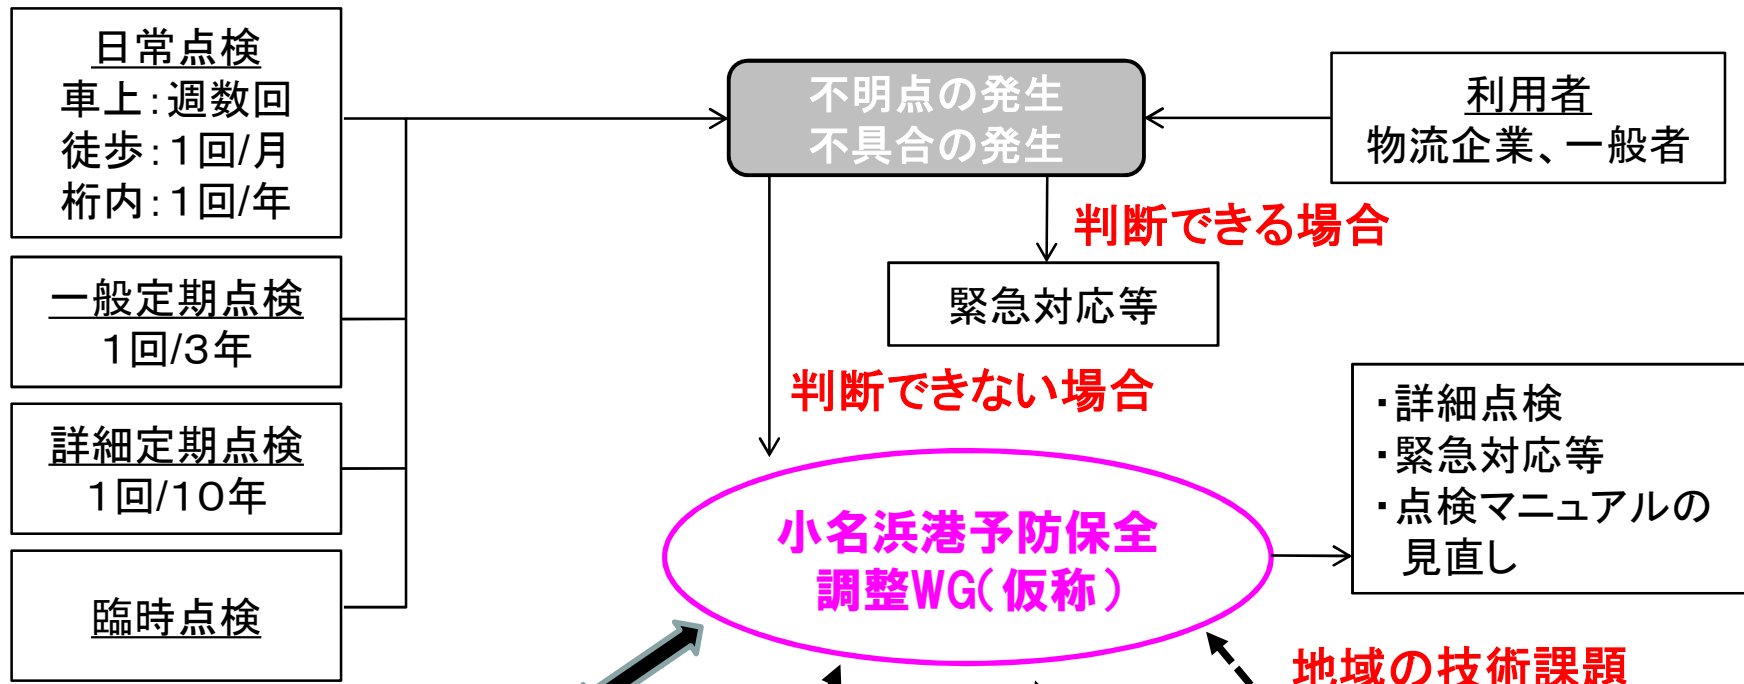 日常点検
車上：週数回
徒歩：１回/月
桁内：１回/年
一般定期点検
１回/３年
詳細定期点検
１回/１０年
臨時点検
不明点の発生
不具合の発生
利用者
物流企業、一般者
判断できる場合
緊急対応等
判断できない場合
小名浜港予防保全
調整WG（仮称）
・詳細点検
・緊急対応等
・点検マニュアルの
見直し
地域の技術課題